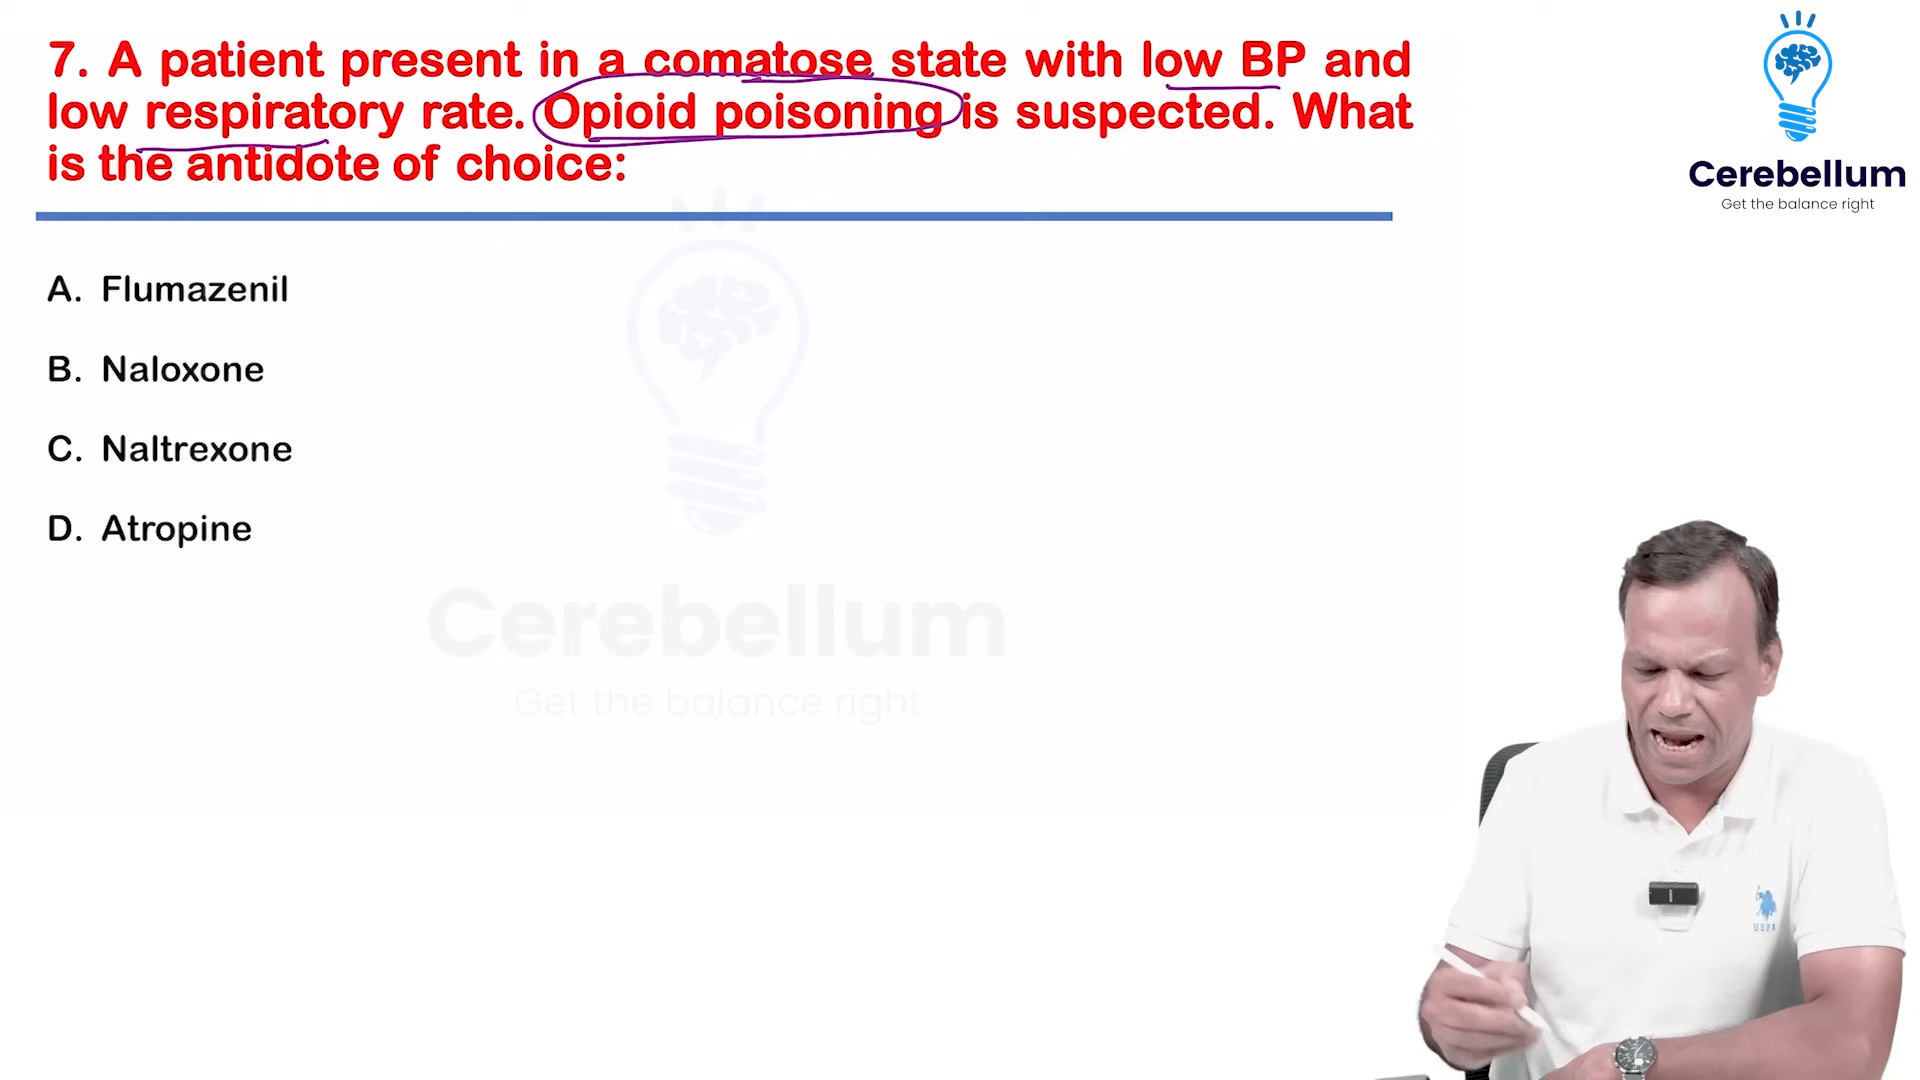 7. A patient present in a comatose state with low BP and
low respiratory rate. Opioid poisoning is suspected. What
is the antidote of choice:
Cerebellum
Get the balance right
A. Flumazenil
B. Naloxone
C. Naltrexone
D. Atropine
Cerebellum
Get the balance right
USPA